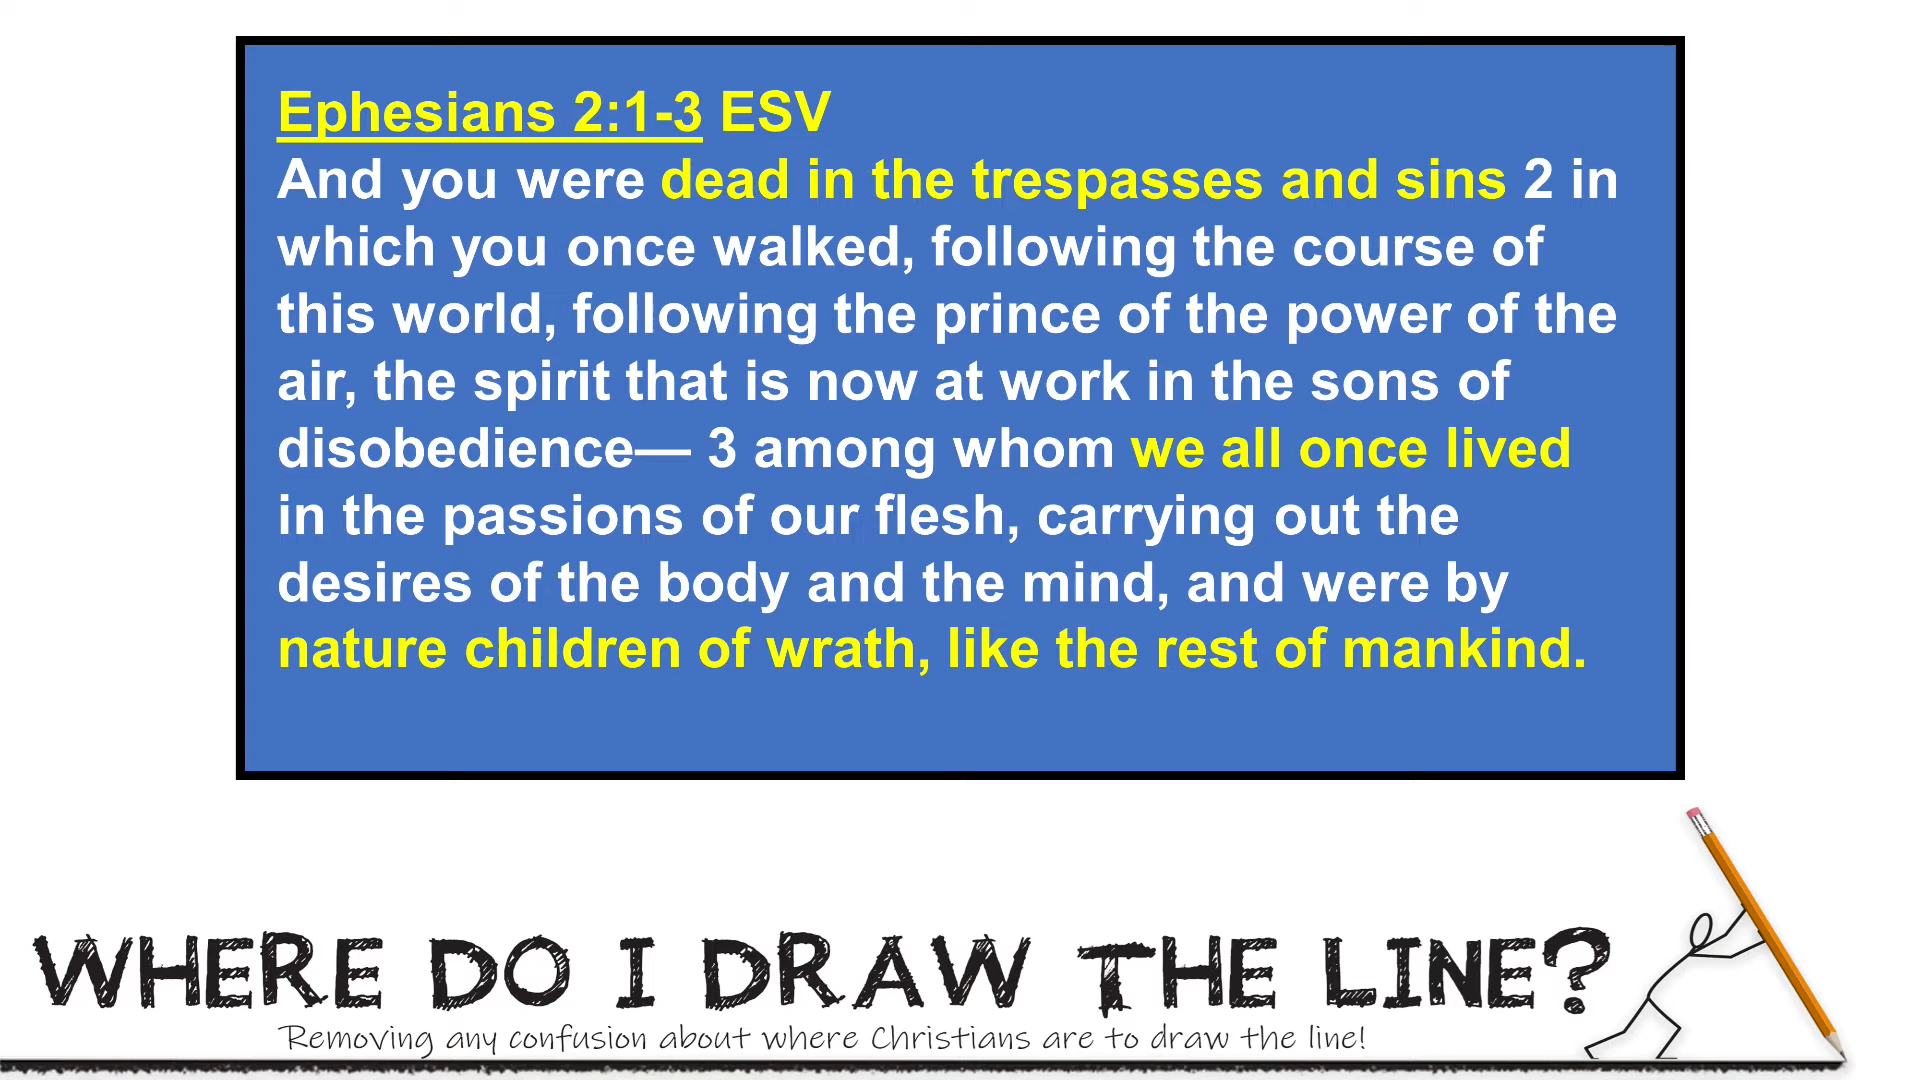 Ephesians 2:1-3 ESV
And you were dead in the trespasses and sins 2 in
which you once walked, following the course of
this world, following the prince of the power of the
air, the spirit that is now at work in the sons of
disobedience— 3 among whom we all once lived
in the passions of our flesh, carrying out the
desires of the body and the mind, and were by
nature children of wrath, like the rest of mankind.
WHERE DO I DRAW THE LINE?
Removing any confusion about where Christians are to draw the line!